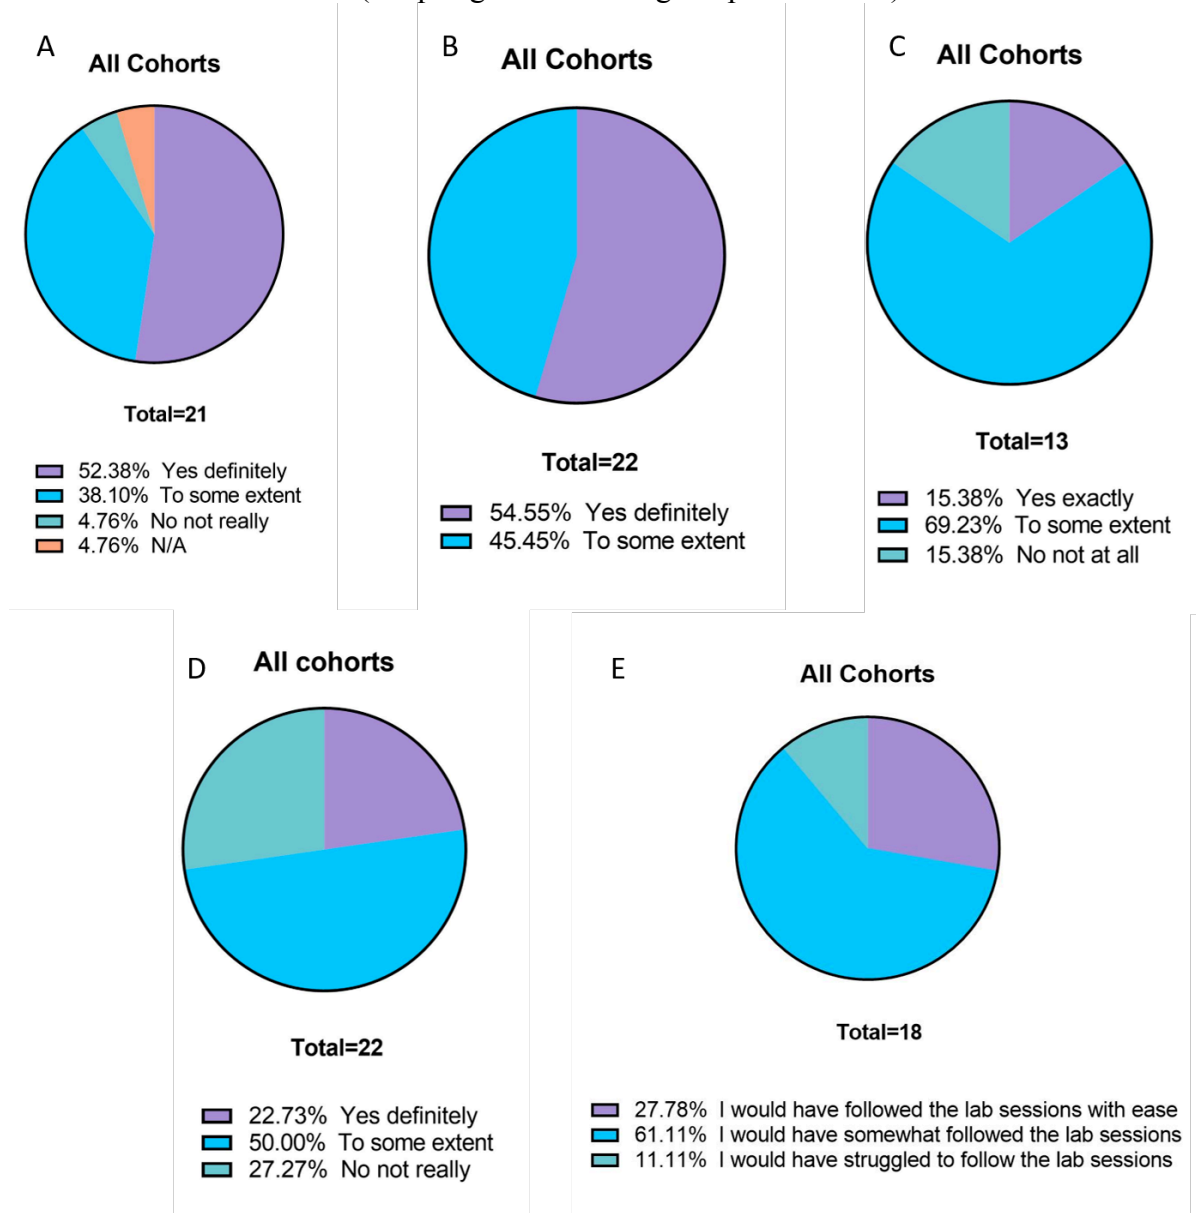 A
All Cohorts
Total=21
52.38% Yes definitely
38.10% To some extent
4.76% No not really
4.76% N/A
B
All Cohorts
Total=22
54.55% Yes definitely
45.45% To some extent
C
All Cohorts
Total=13
15.38% Yes exactly
69.23% To some extent
15.38% No not at all
D
All cohorts
Total=22
22.73% Yes definitely
50.00% To some extent
27.27% No not really
E
All Cohorts
Total=18
27.78% I would have followed the lab sessions with ease
61.11% I would have somewhat followed the lab sessions
11.11% I would have struggled to follow the lab sessions